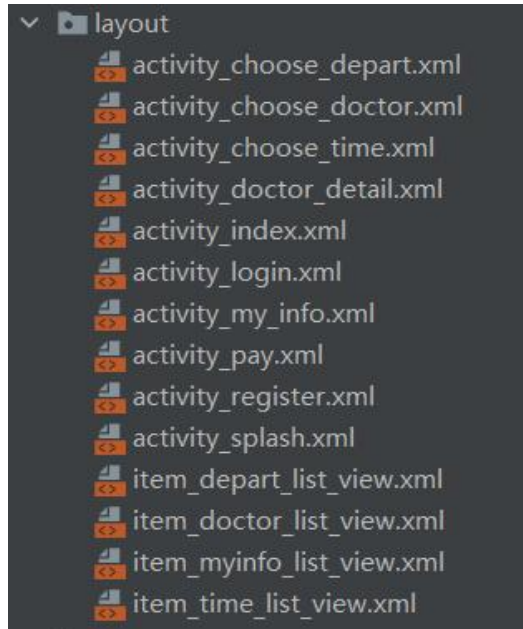 layout
activity_choose_depart.xml
activity_choose_doctor.xml
activity_choose_time.xml
activity_doctor_detail.xml
activity_index.xml
activity_login.xml
activity_my_info.xml
activity_pay.xml
activity_register.xml
activity_splash.xml
item_depart_list_view.xml
item_doctor_list_view.xml
item_myinfo_list_view.xml
item_time_list_view.xml